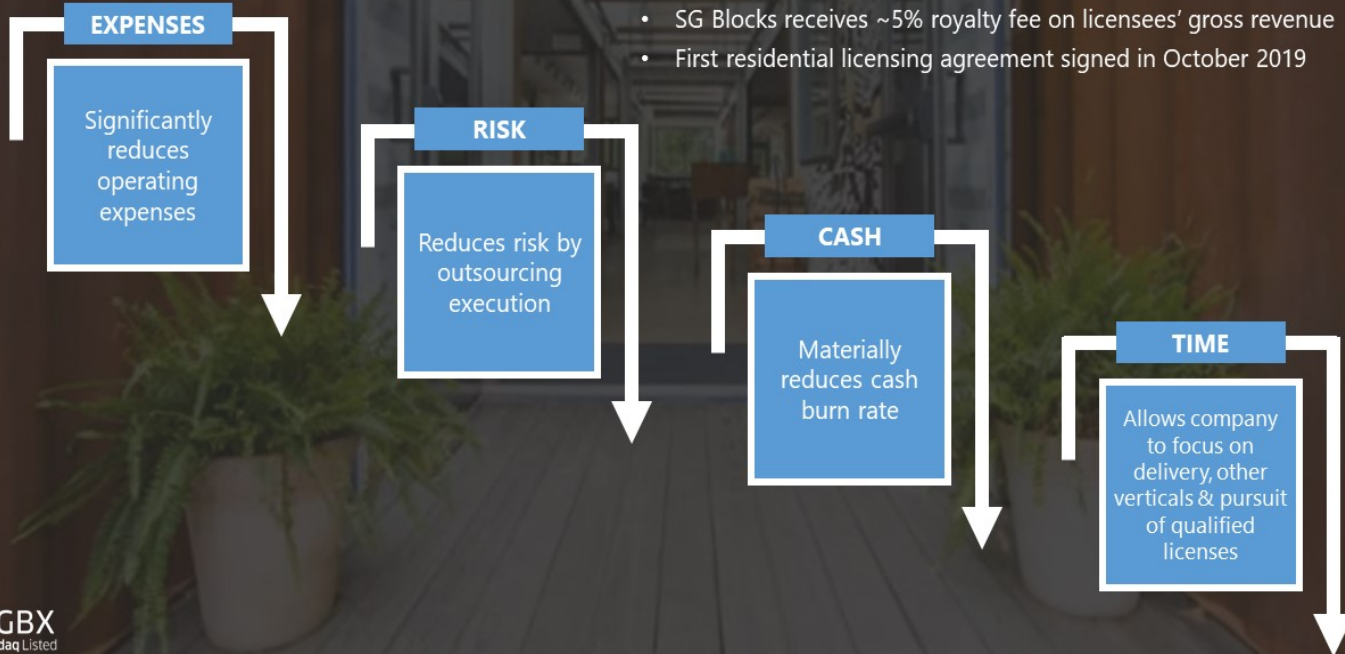 • SG Blocks receives ~5% royalty fee on licensees' gross revenue
• First residential licensing agreement signed in October 2019
EXPENSES
Significantly
reduces
operating
expenses
RISK
Reduces risk by
outsourcing
execution
CASH
Materially
reduces cash
burn rate
TIME
Allows company
to focus on
delivery, other
verticals & pursuit
of qualified
licenses
GBX
daq Listed